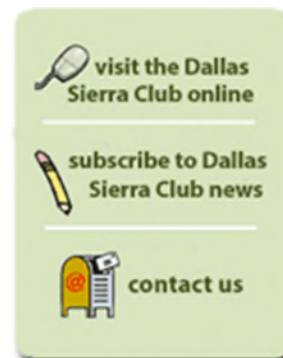 visit the Dallas
Sierra Club online
subscribe to Dallas
Sierra Club news
@
contact us